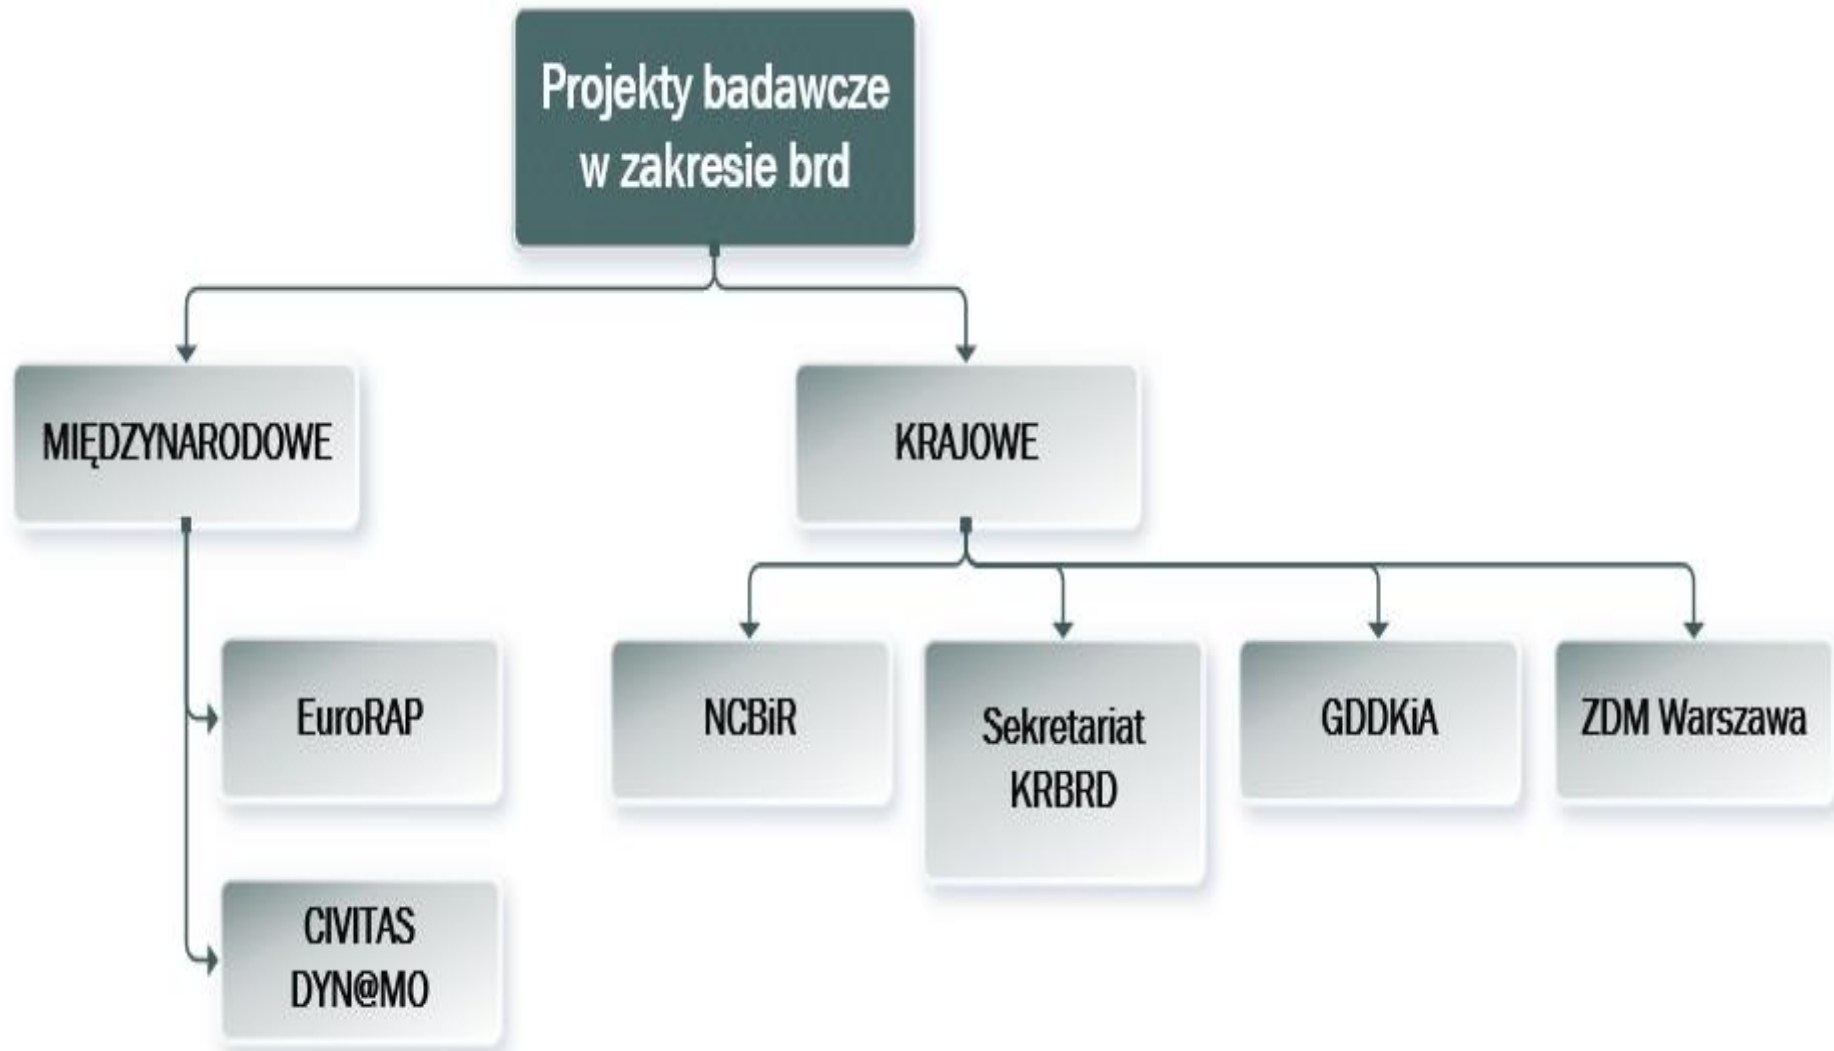 Projekty badawcze
w zakresie brd
MIĘDZYNARODOWE
KRAJOWE
EuroRAP
NCBiR
Sekretariat
KRBRD
GDDKiA
ZDM Warszawa
CIVITAS
DYN@MO